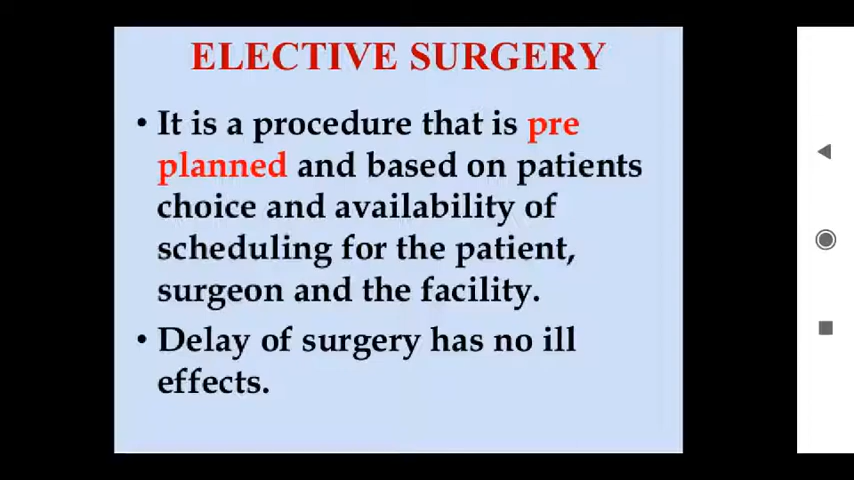 ELECTIVE SURGERY
• It is a procedure that is pre
planned and based on patients
choice and availability of
scheduling for the patient,
surgeon and the facility.
• Delay of surgery has no ill
effects.